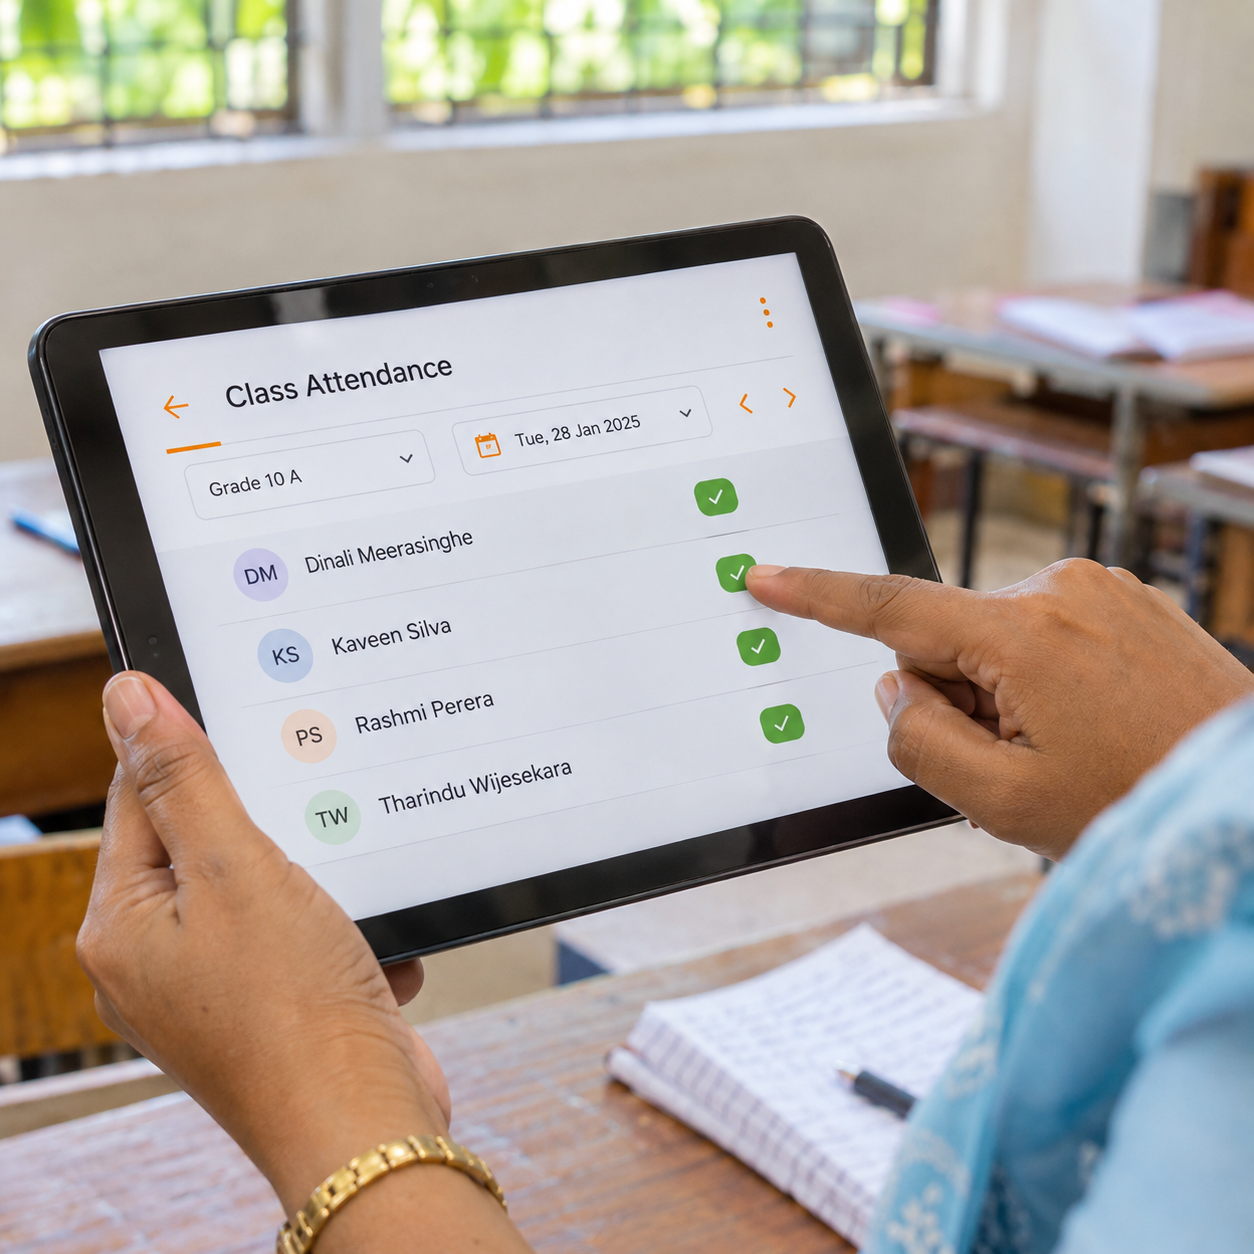 Class Attendance
Grade 10 A
Tue, 28 Jan 2025
DM Dinali Meerasinghe
KS Kaveen Silva
PS Rashmi Perera
TW Tharindu Wijesekara